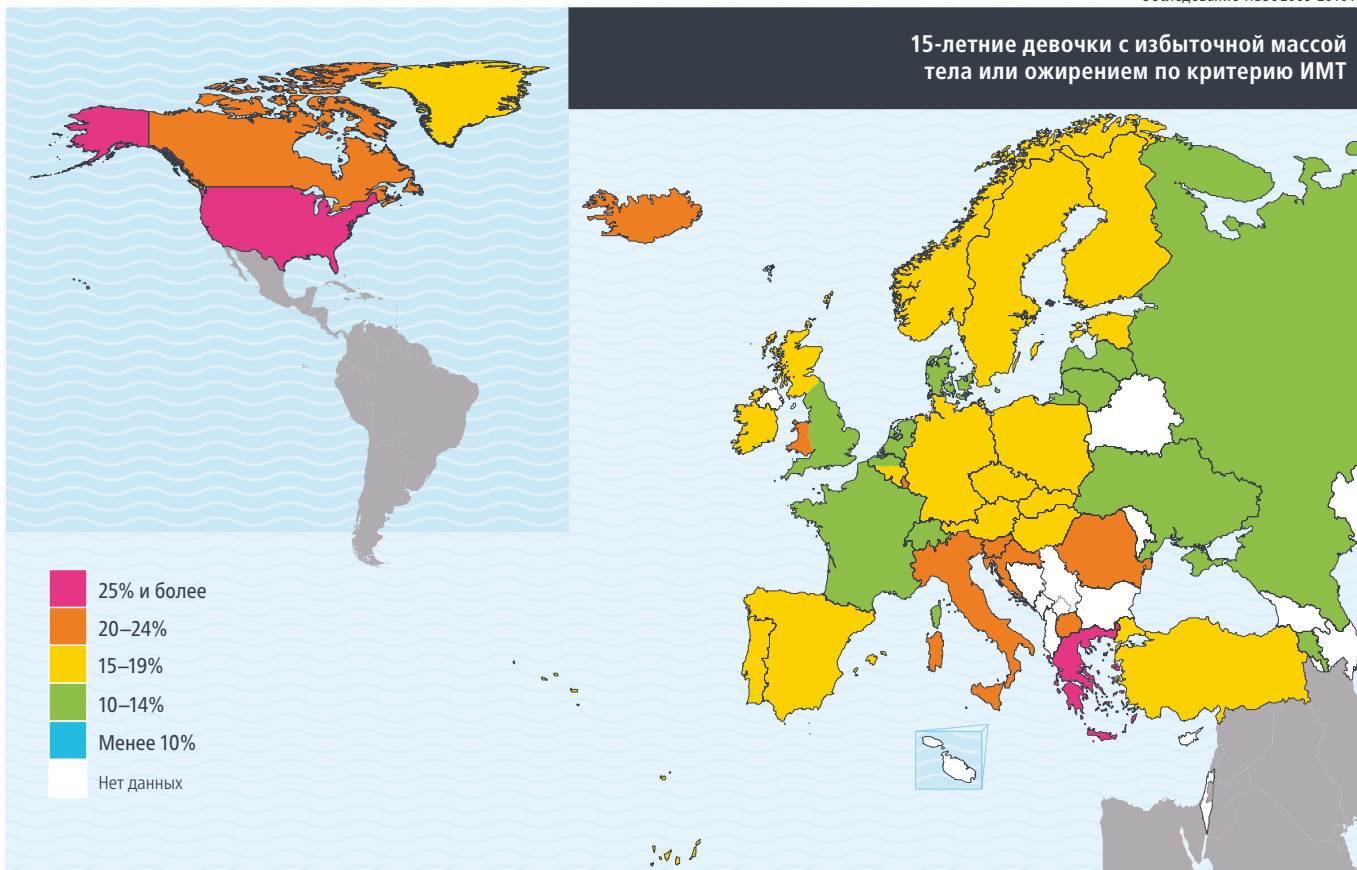 15-летние девочки с избыточной массой
тела или ожирением по критерию ИМТ
25% и более
20–24%
15–19%
10–14%
Менее 10%
Нет данных